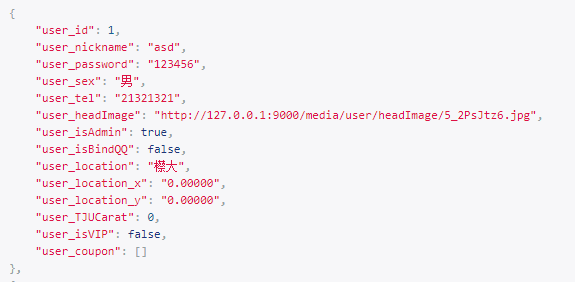 {
"user_id": 1,
"user_nickname": "asd",
"user_password": "123456",
"user_sex": "男",
"user_tel": "21321321",
"user_headImage": "http://127.0.0.1:9000/media/user/headImage/5_2PsJtz6.jpg",
"user_isAdmin": true,
"user_isBindQQ": false,
"user_location": "襟大",
"user_location_x": "0.00000",
"user_location_y": "0.00000",
"user_TJUCarat": 0,
"user_isVIP": false,
"user_coupon": []
},